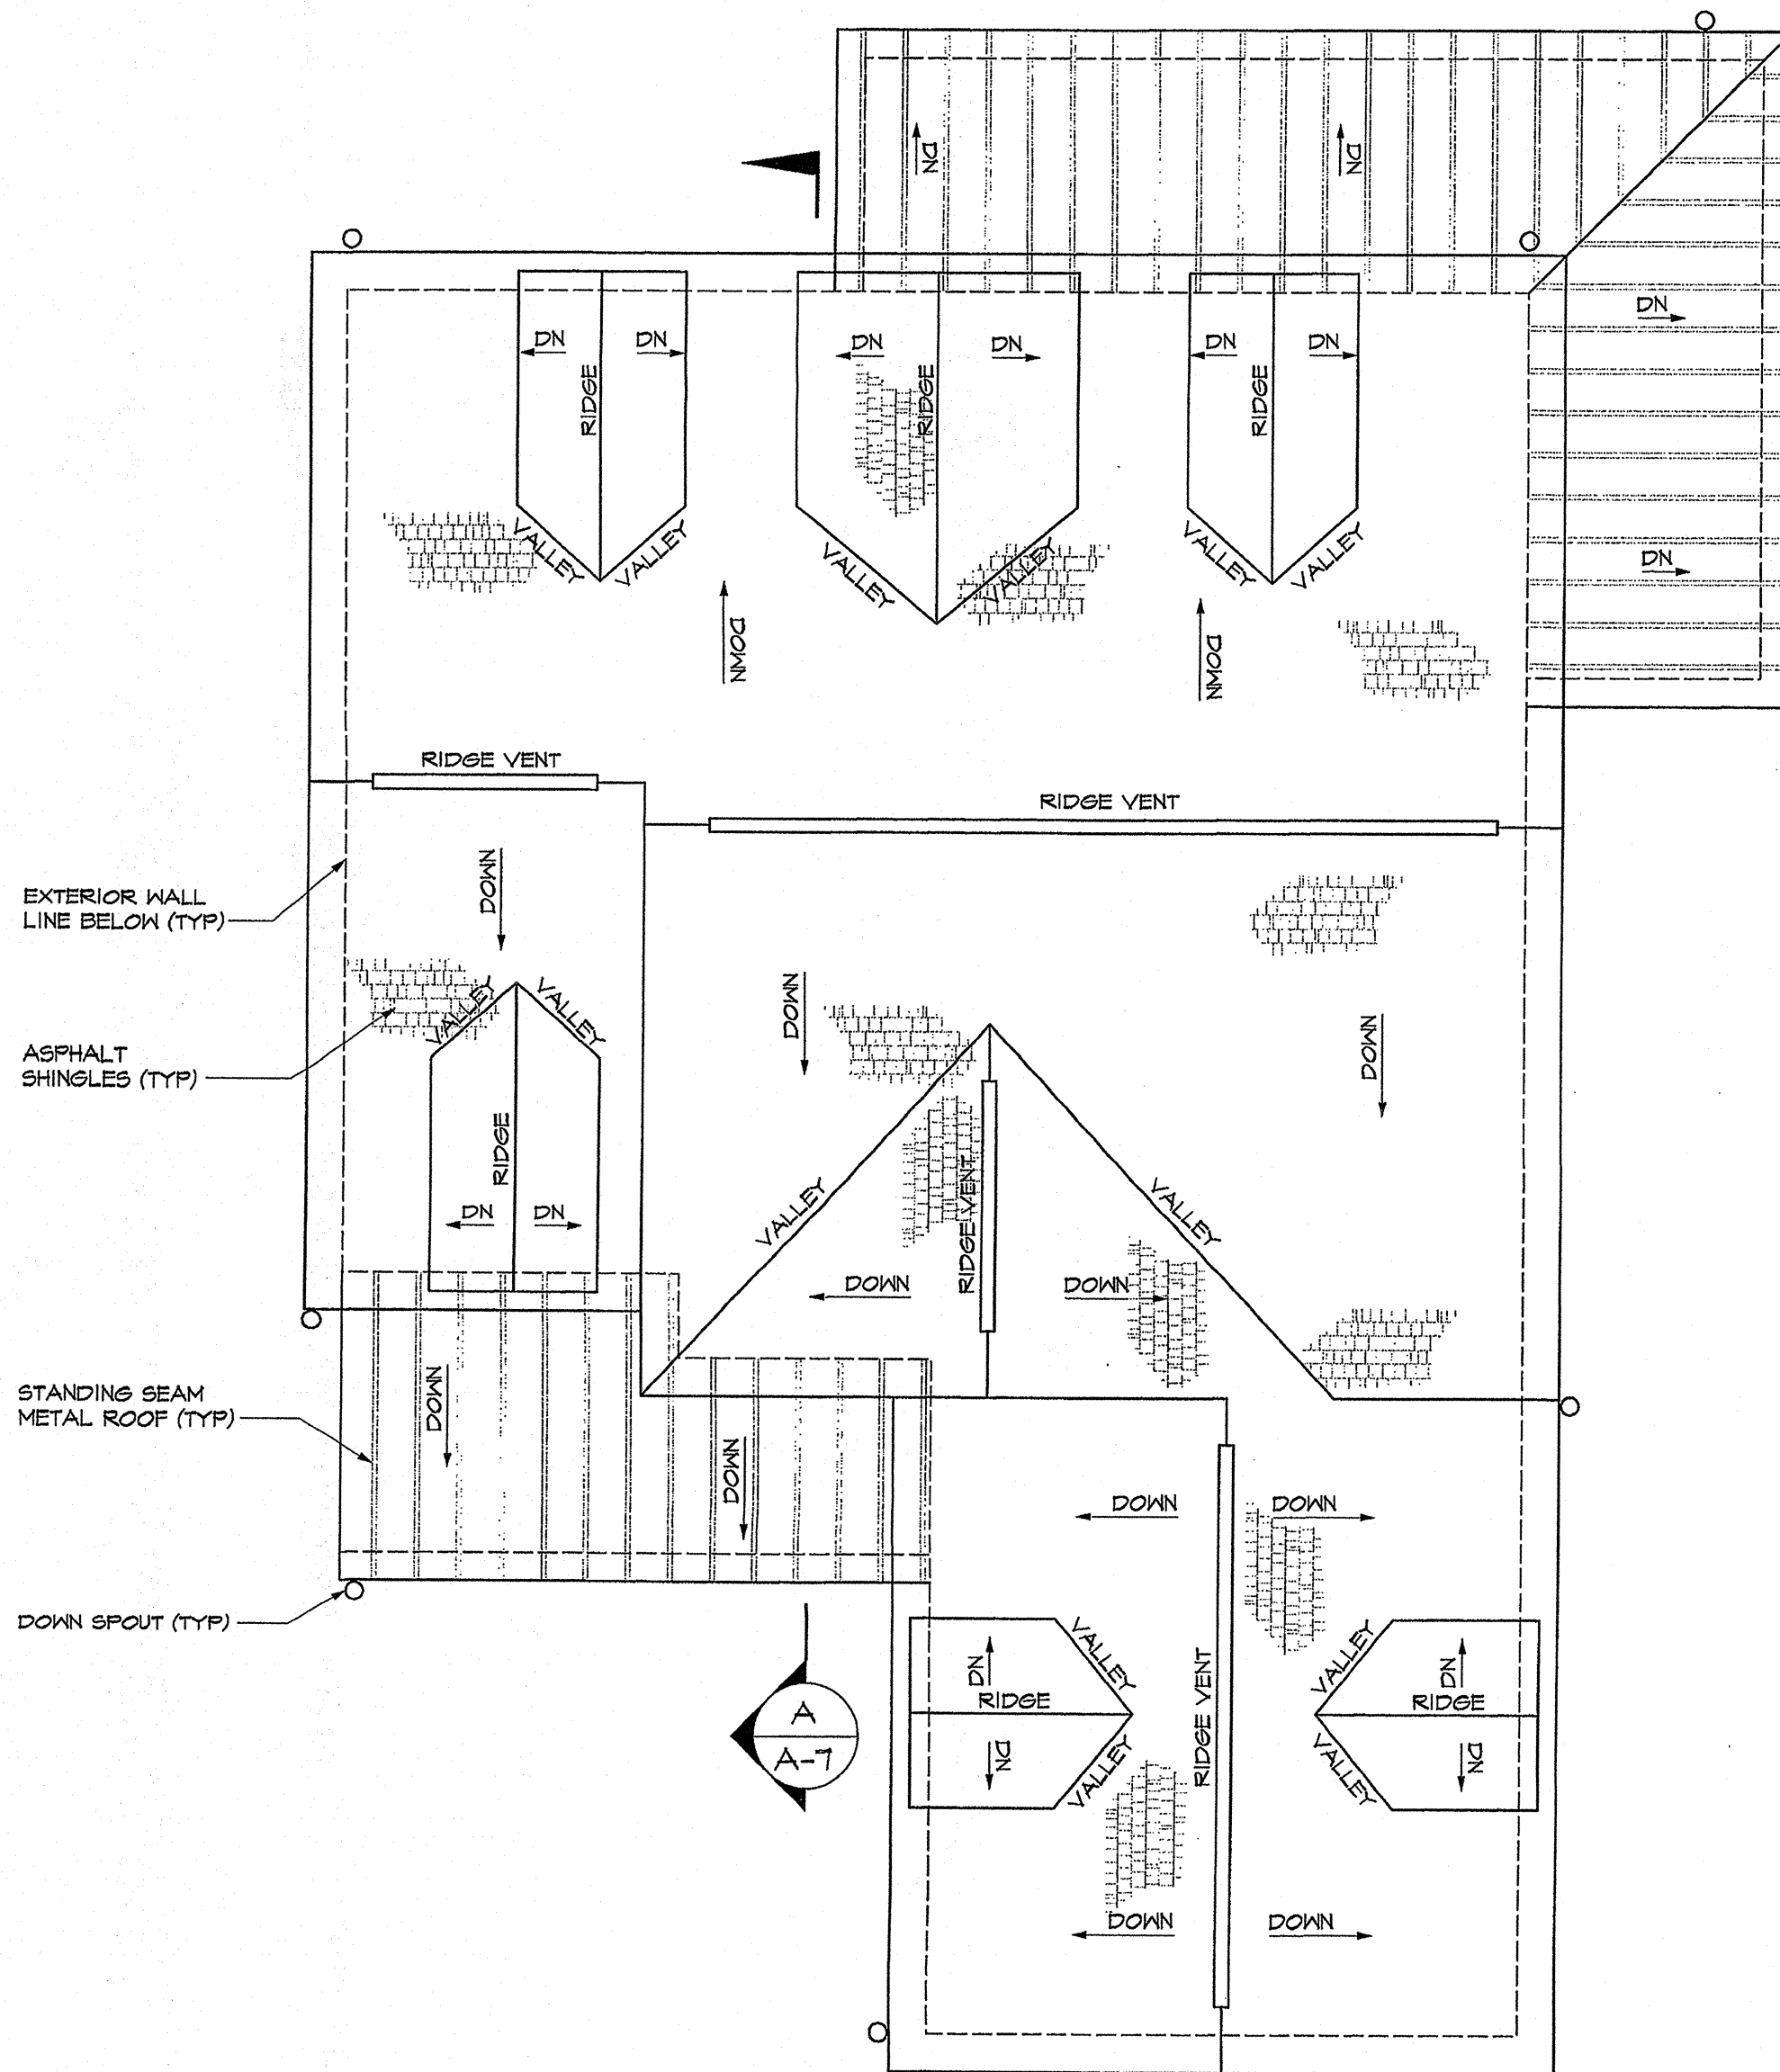 DN
DN
DN
DN
DN
DN
DN
DN
DN
RIDGE
RIDGE
RIDGE
VALLEY
VALLEY
VALLEY
VALLEY
VALLEY
VALLEY
DN
DOWN
DOWN
RIDGE VENT
RIDGE VENT
EXTERIOR WALL
LINE BELOW (TYP)
DOWN
DOWN
DOWN
VALLEY
VALLEY
ASPHALT
SHINGLES (TYP)
RIDGE
DN
DN
VALLEY
RIDGE VENT
VALLEY
DOWN
DOWN
STANDING SEAM
METAL ROOF (TYP)
DOWN
DOWN
DOWN
DOWN
DOWN SPOUT (TYP)
VALLEY
DN
RIDGE
DN
VALLEY
RIDGE VENT
VALLEY
DN
RIDGE
DN
VALLEY
A
A-7
DOWN
DOWN